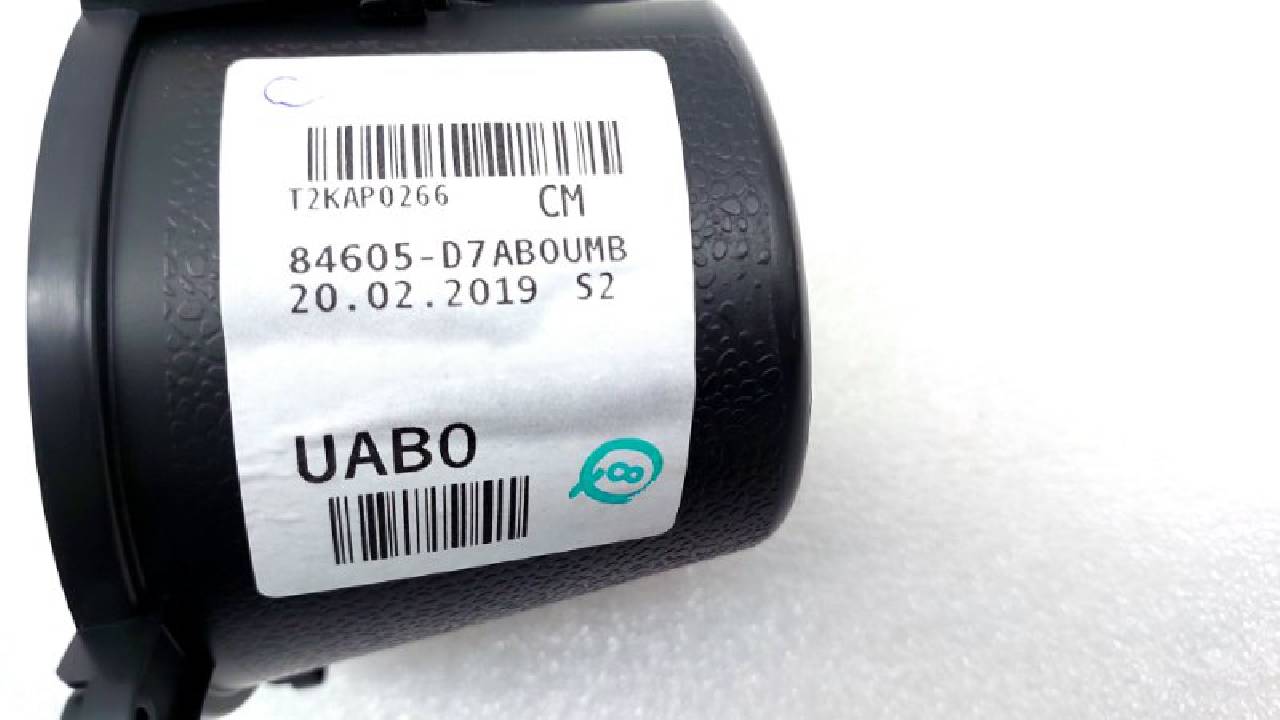 T2KAP0266 CM
84605-D7AB0UMB
20.02.2019 S2
UAB0